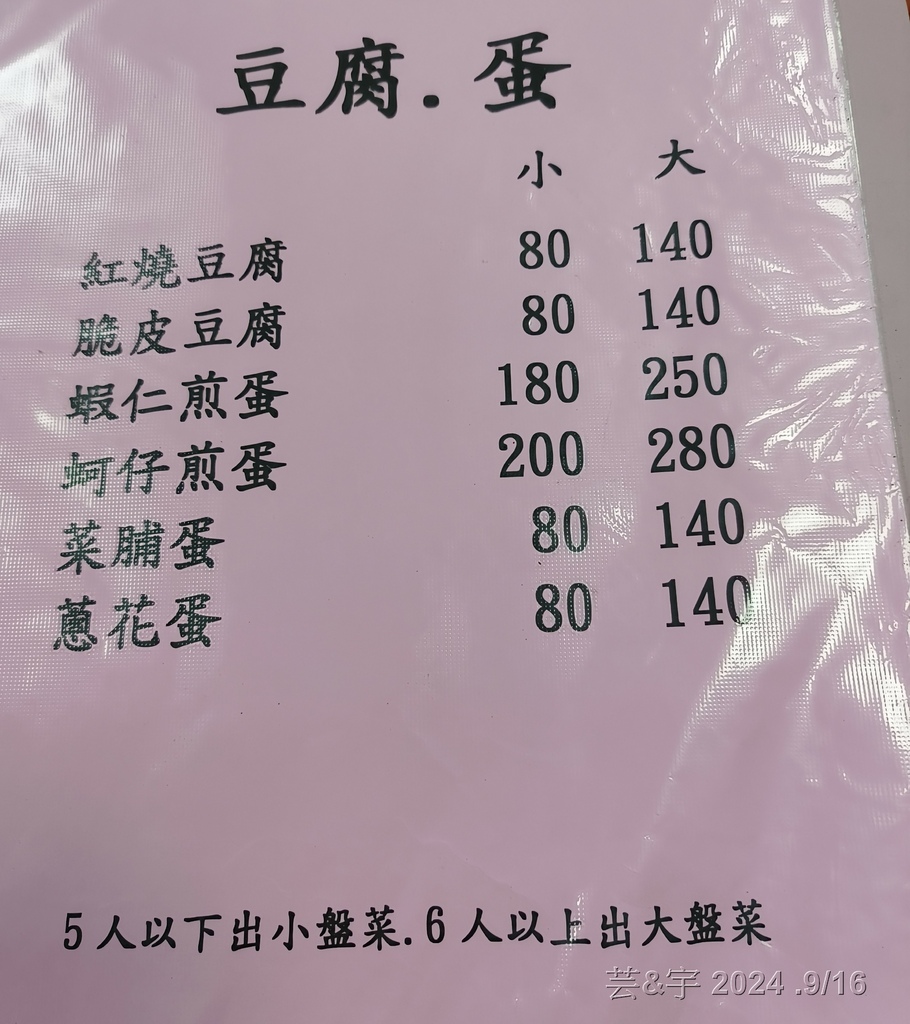 豆腐.蛋
小 大
紅燒豆腐 80 140
脆皮豆腐 80 140
蝦仁煎蛋 180 250
蚵仔煎蛋 200 280
菜脯蛋 80 140
蔥花蛋 80 140
5人以下出小盤菜.6人以上出大盤菜
芸&宇 2024 .9/16